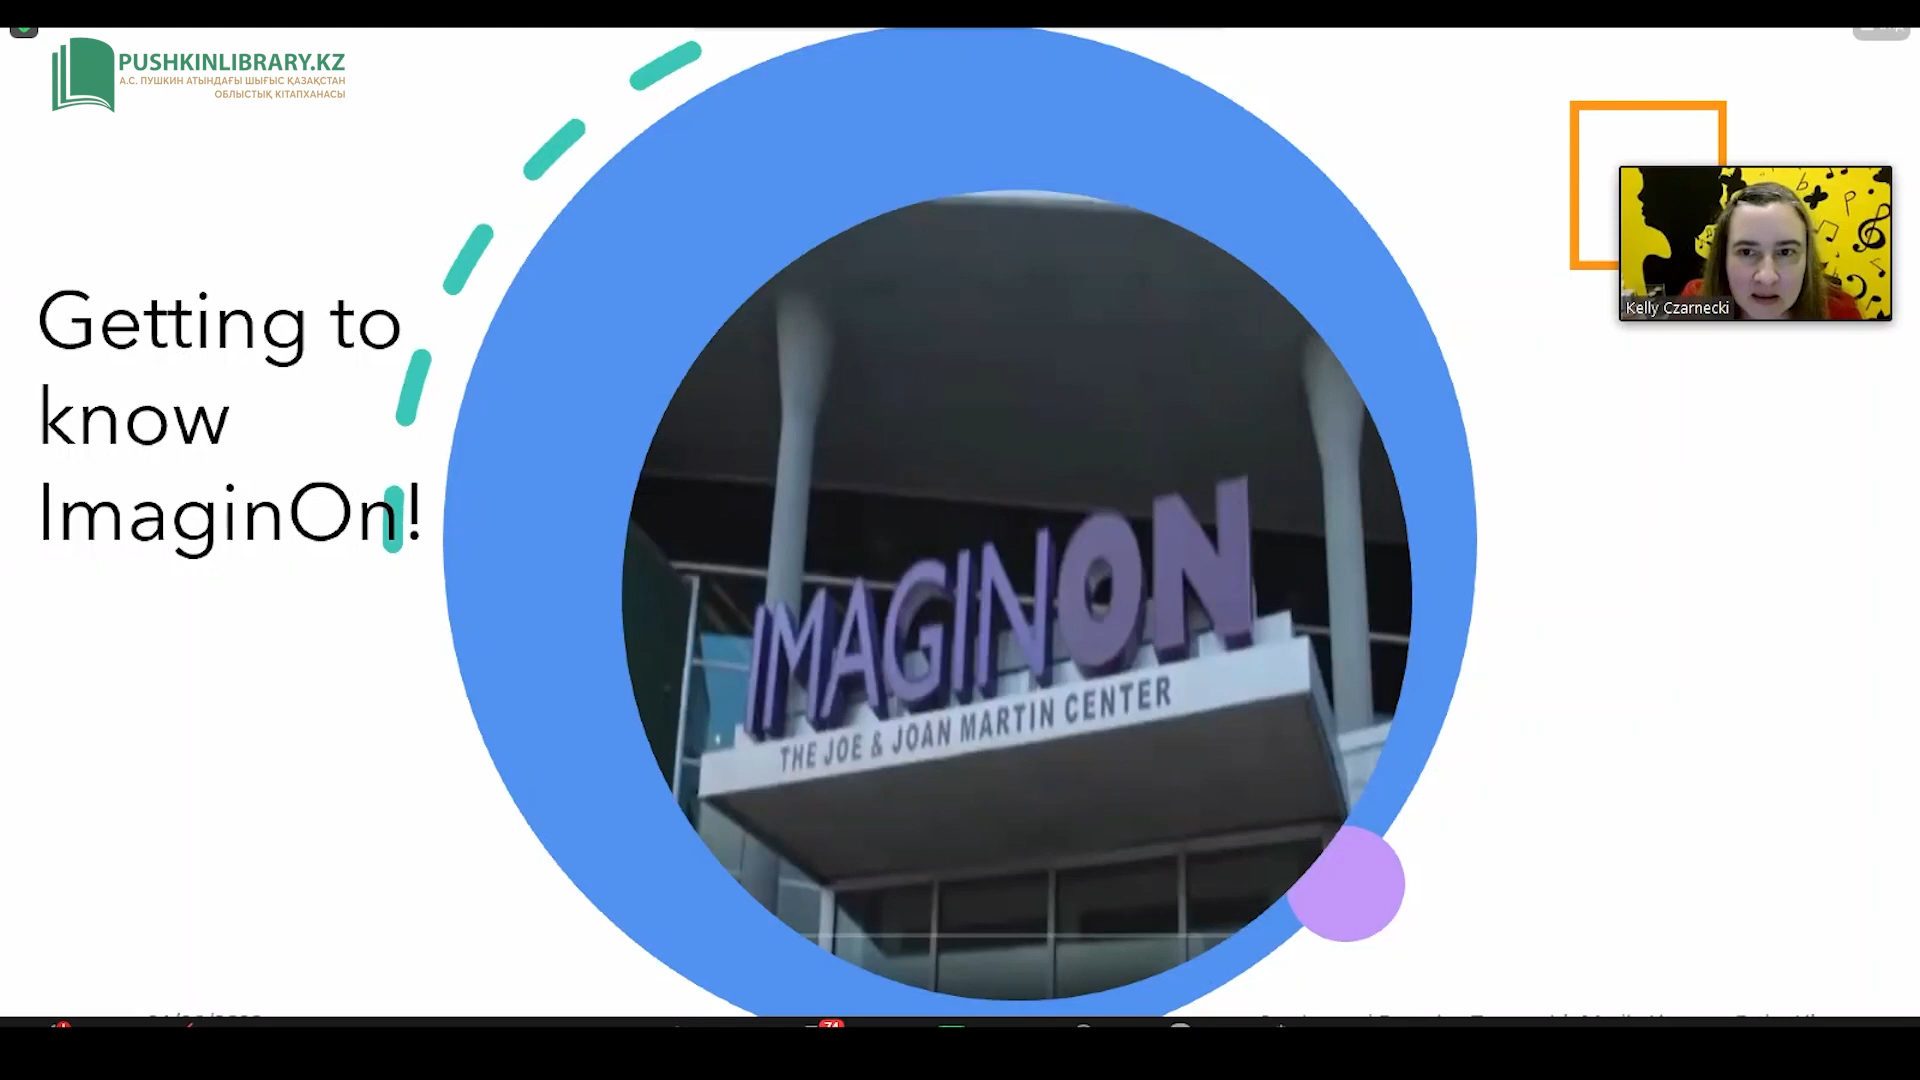 PUSHKINLIBRARY.KZ
А.С. ПУШКИН АТЫНДАҒЫ ШЫҒЫС ҚАЗАҚСТАН
ОБЛЫСТЫҚ КІТАПХАНАСЫ
Getting to
know
ImaginOn!
IMAGINON
THE JOE & JOAN MARTIN CENTER
Kelly Czarnecki
74